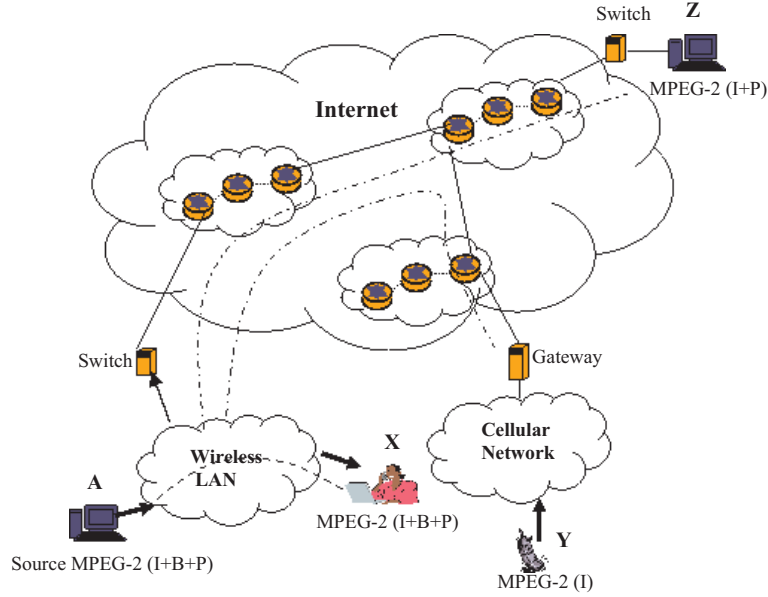 Switch
Z
MPEG-2 (I+P)
Internet
Switch
Gateway
X
Wireless
LAN
Cellular
Network
A
MPEG-2 (I+B+P)
Y
Source MPEG-2 (I+B+P)
MPEG-2 (I)